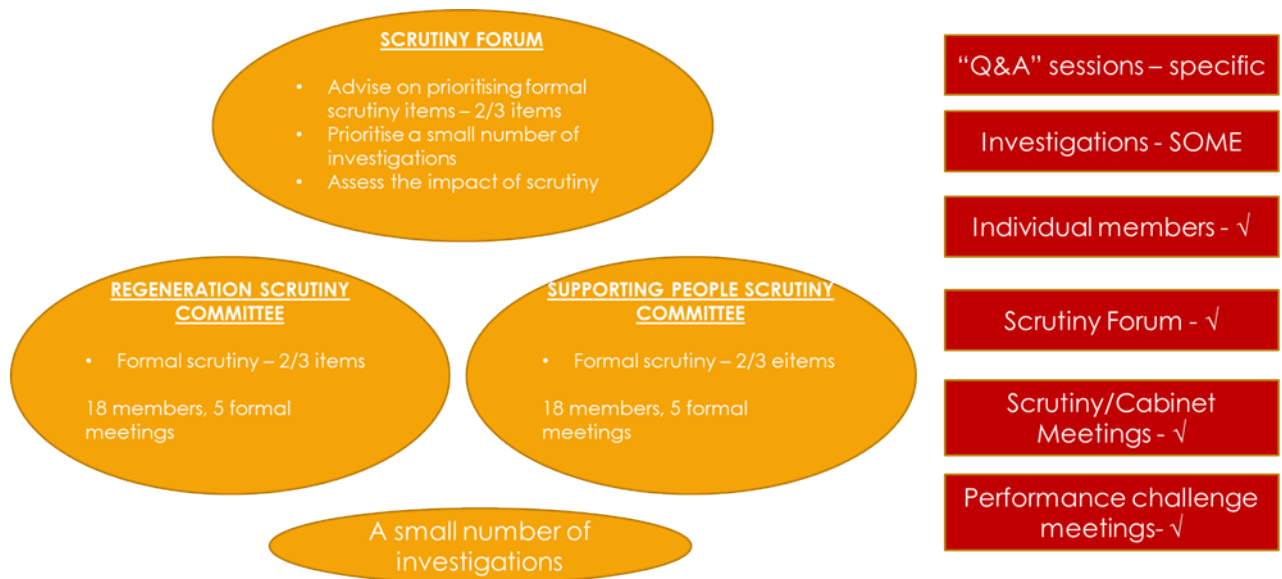 SCRUTINY FORUM
• Advise on prioritising formal
scrutiny items – 2/3 items
• Prioritise a small number of
investigations
• Assess the impact of scrutiny
REGENERATION SCRUTINY
COMMITTEE
• Formal scrutiny – 2/3 items
18 members, 5 formal
meetings
SUPPORTING PEOPLE SCRUTINY
COMMITTEE
• Formal scrutiny – 2/3 eitems
18 members, 5 formal
meetings
A small number of
investigations
“Q&A” sessions – specific
Investigations - SOME
Individual members - √
Scrutiny Forum - √
Scrutiny/Cabinet
Meetings - √
Performance challenge
meetings- √